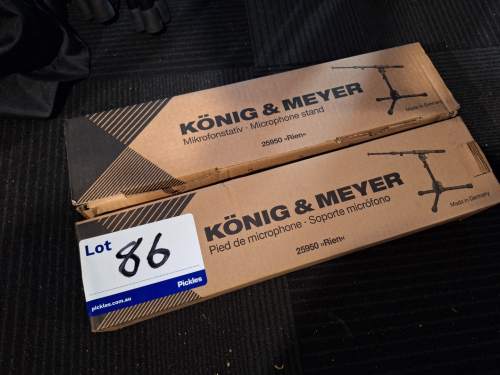 KÖNIG & MEYER
Mikrofonstativ · Microphone stand
25950 »Rien«
Made in Germany
KÖNIG & MEYER
Pied de microphone · Soporte micrófono
25950 »Rien«
Made in Germany
Lot 86
pickles.com.au
Pickles